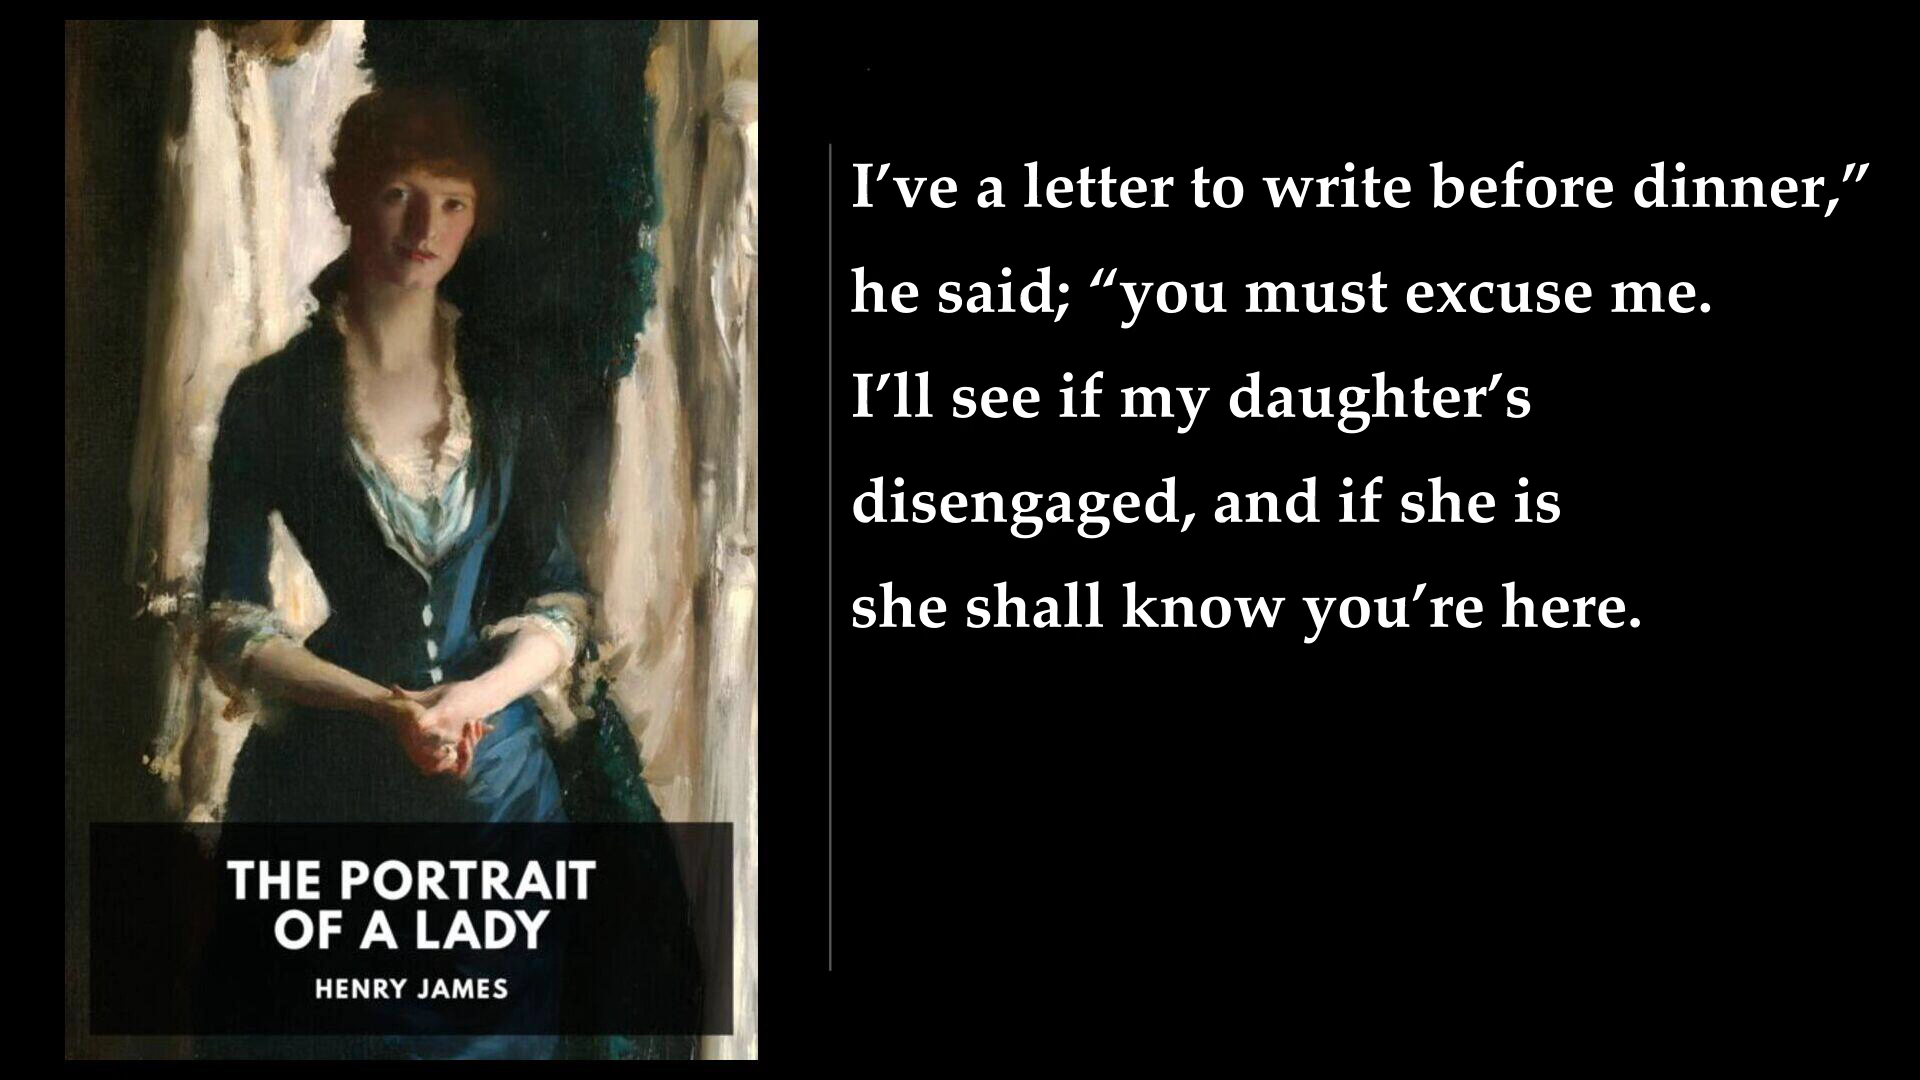 I’ve a letter to write before dinner,”
he said; “you must excuse me.
I’ll see if my daughter’s
disengaged, and if she is
she shall know you’re here.
THE PORTRAIT
OF A LADY
HENRY JAMES